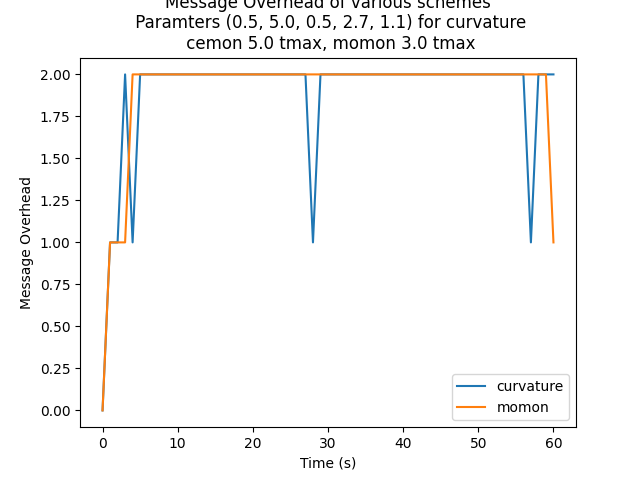 Message Overhead of various schemes
Paramters (0.5, 5.0, 0.5, 2.7, 1.1) for curvature
cemon 5.0 tmax, momon 3.0 tmax
2.00
1.75
1.50
1.25
1.00
0.75
0.50
0.25
0.00
Message Overhead
0 10 20 30 40 50 60
Time (s)
curvature
momon